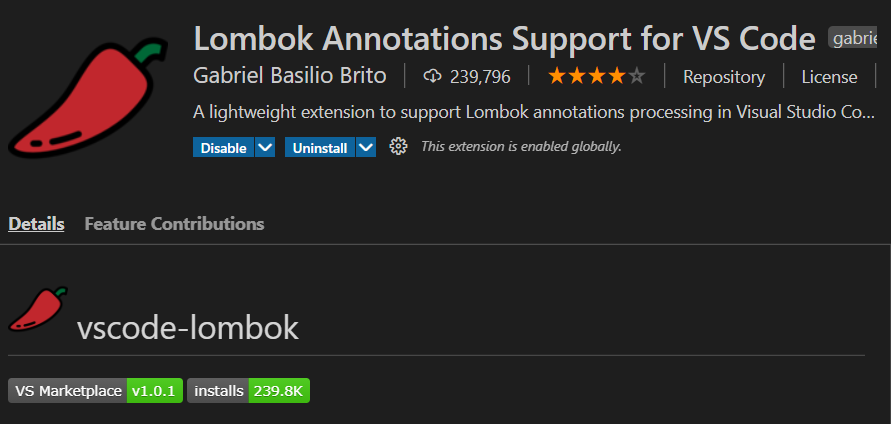 Lombok Annotations Support for VS Code gabrie
Gabriel Basilio Brito 239,796 Repository License
A lightweight extension to support Lombok annotations processing in Visual Studio Co...
Disable Uninstall This extension is enabled globally.
Details Feature Contributions
vscode-lombok
VS Marketplace v1.0.1 installs 239.8K